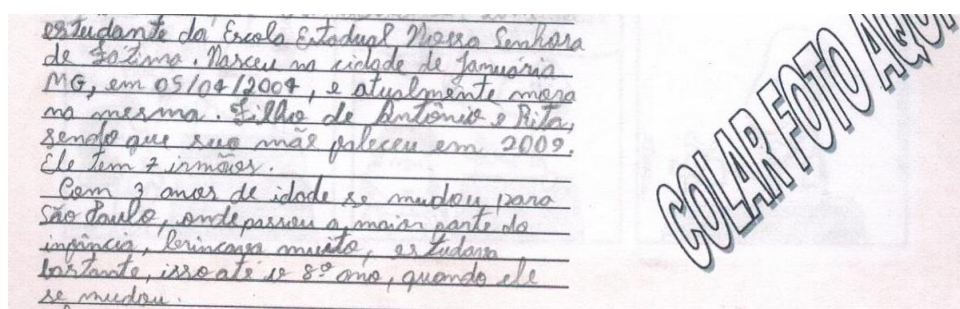 estudante da Escola Estadual Nossa Senhora
de Fátima. Nasceu na cidade de Januária
MG, em 05/04/2004, e atualmente mora
na mesma. Filho de Antônio e Rita,
sendo que sua mãe faleceu em 2009.
Ele tem 7 irmãos.
Com 3 anos de idade se mudou para
São Paulo, onde passou a maior parte da
infância, brincava muito, estudava
bastante, isso até o 8º ano, quando ele
se mudou.
COLAR FOTO AQUI